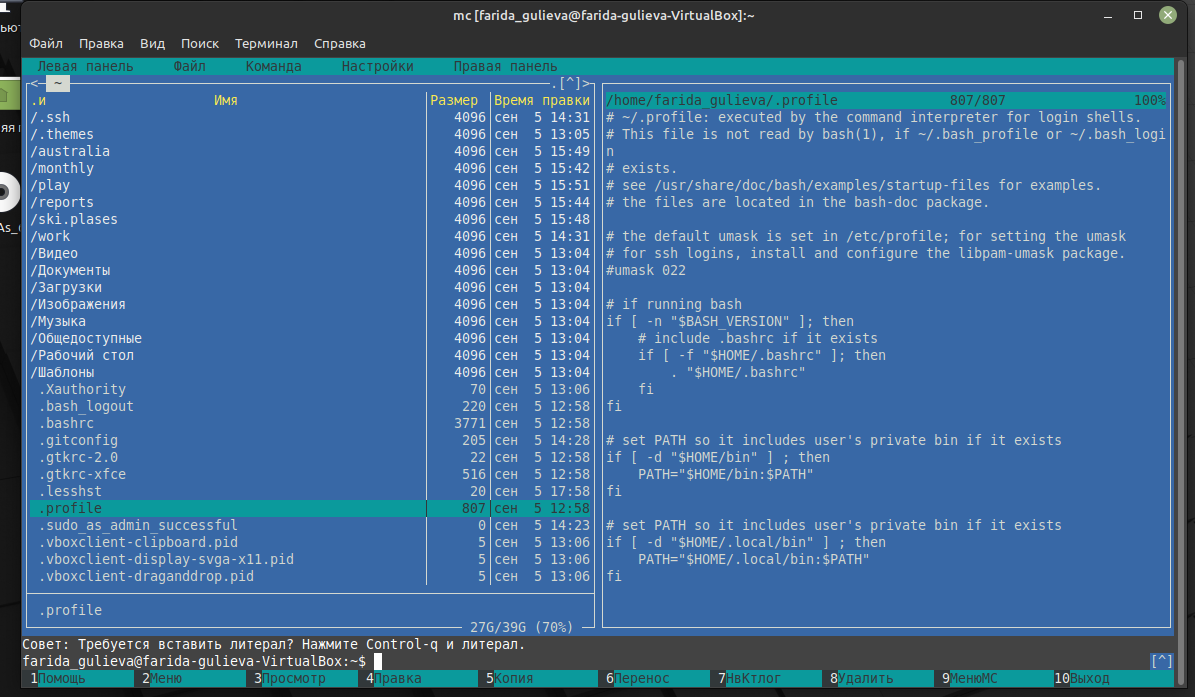 mc [farida_gulieva@farida-gulieva-VirtualBox]:~
Файл Правка Вид Поиск Терминал Справка
Левая панель Файл Команда Настройки Правая панель
<─ ~ ─.[^]>
.и Имя Размер Время правки
/.ssh 4096 сен 5 14:31
/.themes 4096 сен 5 13:05
/australia 4096 сен 5 15:49
/monthly 4096 сен 5 15:42
/play 4096 сен 5 15:51
/reports 4096 сен 5 15:44
/ski.plases 4096 сен 5 15:48
/work 4096 сен 5 14:31
/Видео 4096 сен 5 13:04
/Документы 4096 сен 5 13:04
/Загрузки 4096 сен 5 13:04
/Изображения 4096 сен 5 13:04
/Музыка 4096 сен 5 13:04
/Общедоступные 4096 сен 5 13:04
/Рабочий стол 4096 сен 5 13:04
/Шаблоны 4096 сен 5 13:04
.Xauthority 70 сен 5 13:06
.bash_logout 220 сен 5 12:58
.bashrc 3771 сен 5 12:58
.gitconfig 205 сен 5 14:28
.gtkrc-2.0 22 сен 5 12:58
.gtkrc-xfce 516 сен 5 12:58
.lesshst 20 сен 5 17:58
.profile 807 сен 5 12:58
.sudo_as_admin_successful 0 сен 5 14:23
.vboxclient-clipboard.pid 5 сен 5 13:06
.vboxclient-display-svga-x11.pid 5 сен 5 13:06
.vboxclient-draganddrop.pid 5 сен 5 13:06
.profile
27G/39G (70%)
/home/farida_gulieva/.profile 807/807 100%
# ~/.profile: executed by the command interpreter for login shells.
# This file is not read by bash(1), if ~/.bash_profile or ~/.bash_logi
n
# exists.
# see /usr/share/doc/bash/examples/startup-files for examples.
# the files are located in the bash-doc package.
# the default umask is set in /etc/profile; for setting the umask
# for ssh logins, install and configure the libpam-umask package.
#umask 022
# if running bash
if [ -n "$BASH_VERSION" ]; then
# include .bashrc if it exists
if [ -f "$HOME/.bashrc" ]; then
. "$HOME/.bashrc"
fi
fi
# set PATH so it includes user's private bin if it exists
if [ -d "$HOME/bin" ] ; then
PATH="$HOME/bin:$PATH"
fi
# set PATH so it includes user's private bin if it exists
if [ -d "$HOME/.local/bin" ] ; then
PATH="$HOME/.local/bin:$PATH"
fi
Совет: Требуется вставить литерал? Нажмите Control-q и литерал.
farida_gulieva@farida-gulieva-VirtualBox:~$ [^]
1Помощь 2Меню 3Просмотр 4Правка 5Копия 6Перенос 7НвКтлог 8Удалить 9МенюМС 10Выход